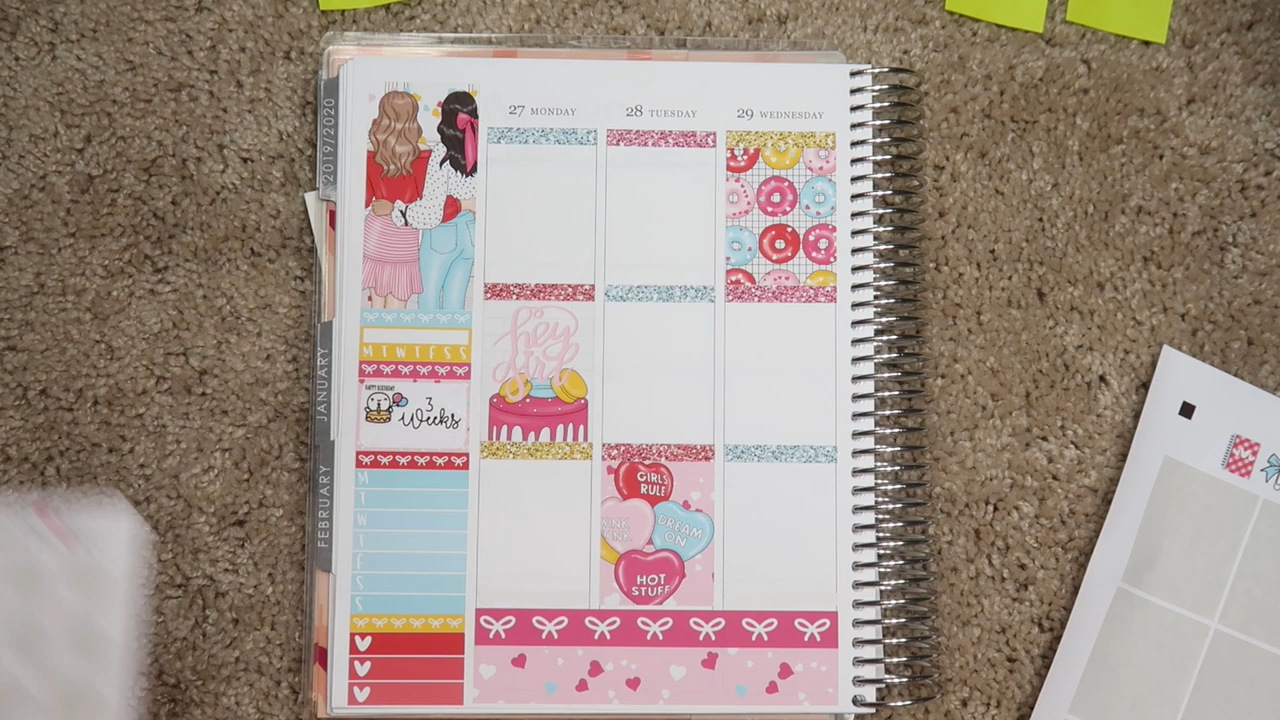 2019/2020
JANUARY
FEBRUARY
27 MONDAY
28 TUESDAY
29 WEDNESDAY
M T W T F S S
HAPPY BIRTHDAY
3
Weeks
M
T
W
T
F
S
S
hey
girl
GIRLS
RULE
DREAM
ON
HOT
STUFF